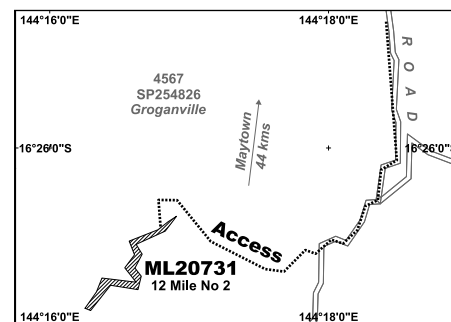 144°16'0"E
144°18'0"E
ROAD
4567
SP254826
Groganville
Maytown
44 kms
16°26'0"S
16°26'0"S
Access
ML20731
12 Mile No 2
144°16'0"E
144°18'0"E